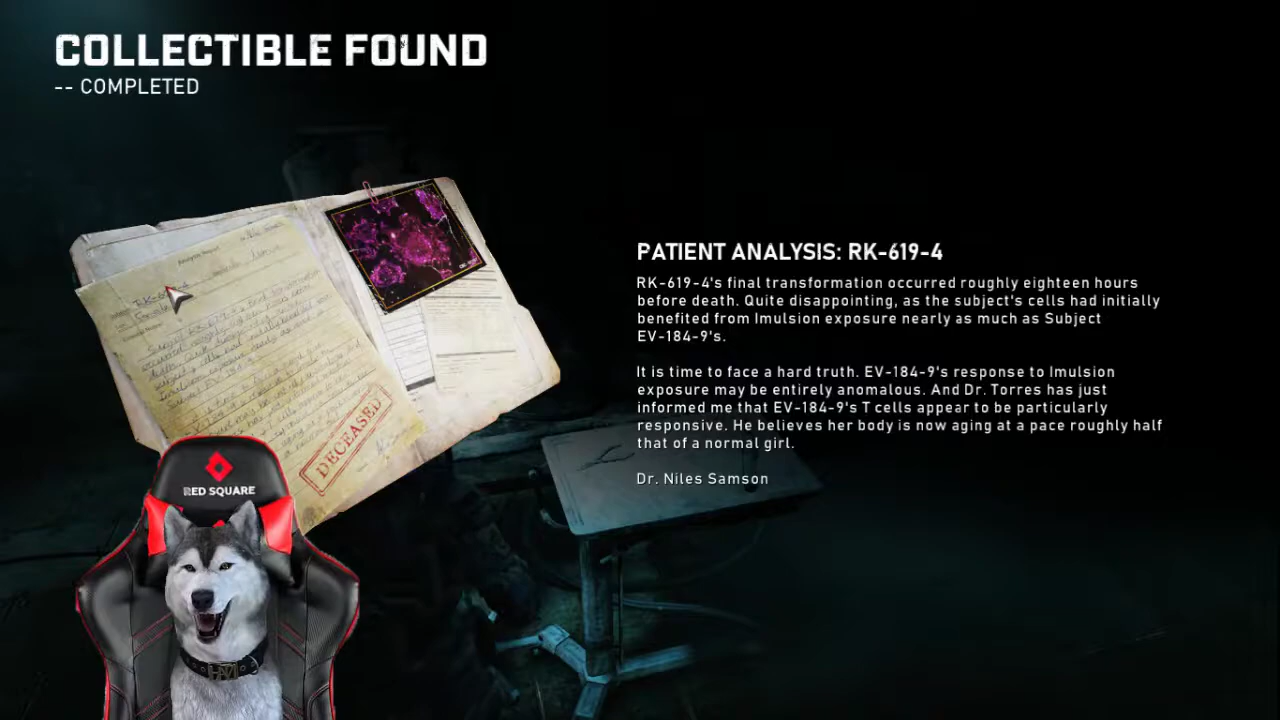 COLLECTIBLE FOUND
-- COMPLETED
DECEASED
PATIENT ANALYSIS: RK-619-4
RK-619-4's final transformation occurred roughly eighteen hours
before death. Quite disappointing, as the subject's cells had initially
benefited from Imulsion exposure nearly as much as Subject
EV-184-9's.
It is time to face a hard truth. EV-184-9's response to Imulsion
exposure may be entirely anomalous. And Dr. Torres has just
informed me that EV-184-9's T cells appear to be particularly
responsive. He believes her body is now aging at a pace roughly half
that of a normal girl.
Dr. Niles Samson
RED SQUARE